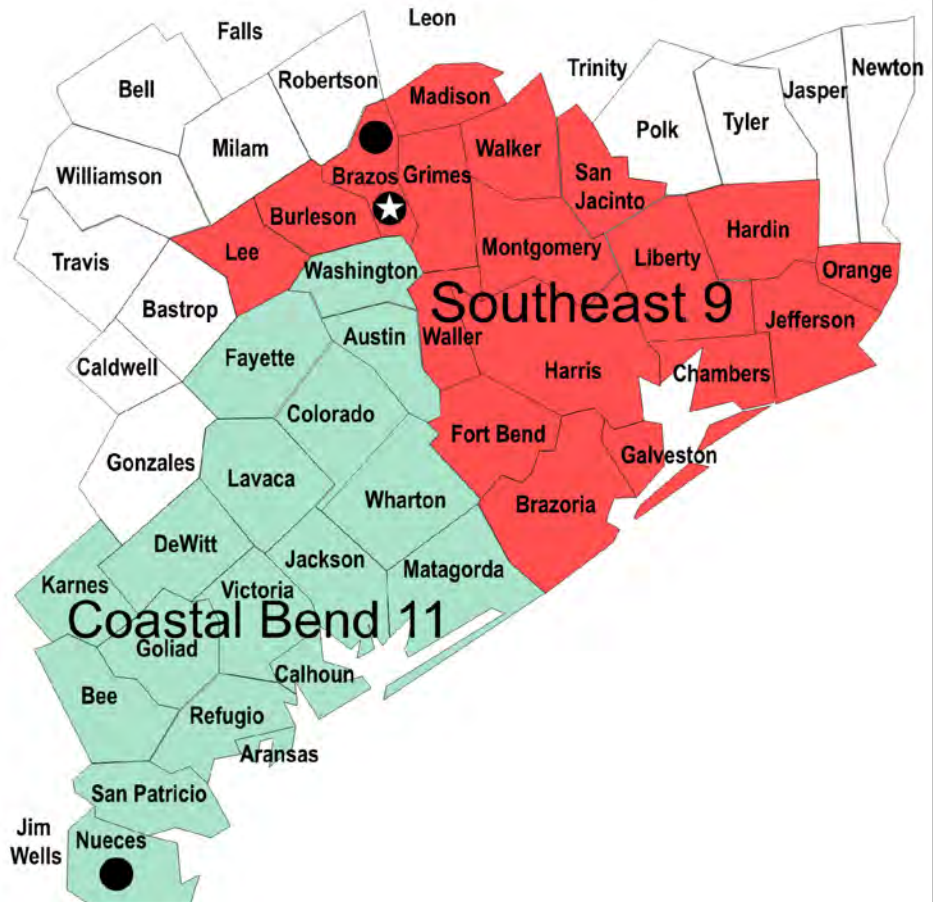 Leon
Falls
Trinity
Newton
Robertson
Bell
Jasper
Madison
Tyler
Polk
Milam
Walker
Williamson
Brazos
Grimes
San
Jacinto
Burleson
Hardin
Montgomery
Lee
Liberty
Travis
Washington
Orange
Southeast 9
Bastrop
Jefferson
Austin
Waller
Fayette
Caldwell
Harris
Chambers
Colorado
Fort Bend
Galveston
Gonzales
Lavaca
Wharton
Brazoria
DeWitt
Jackson
Matagorda
Karnes
Victoria
Coastal Bend 11
Goliad
Calhoun
Bee
Refugio
Aransas
San Patricio
Jim
Wells
Nueces